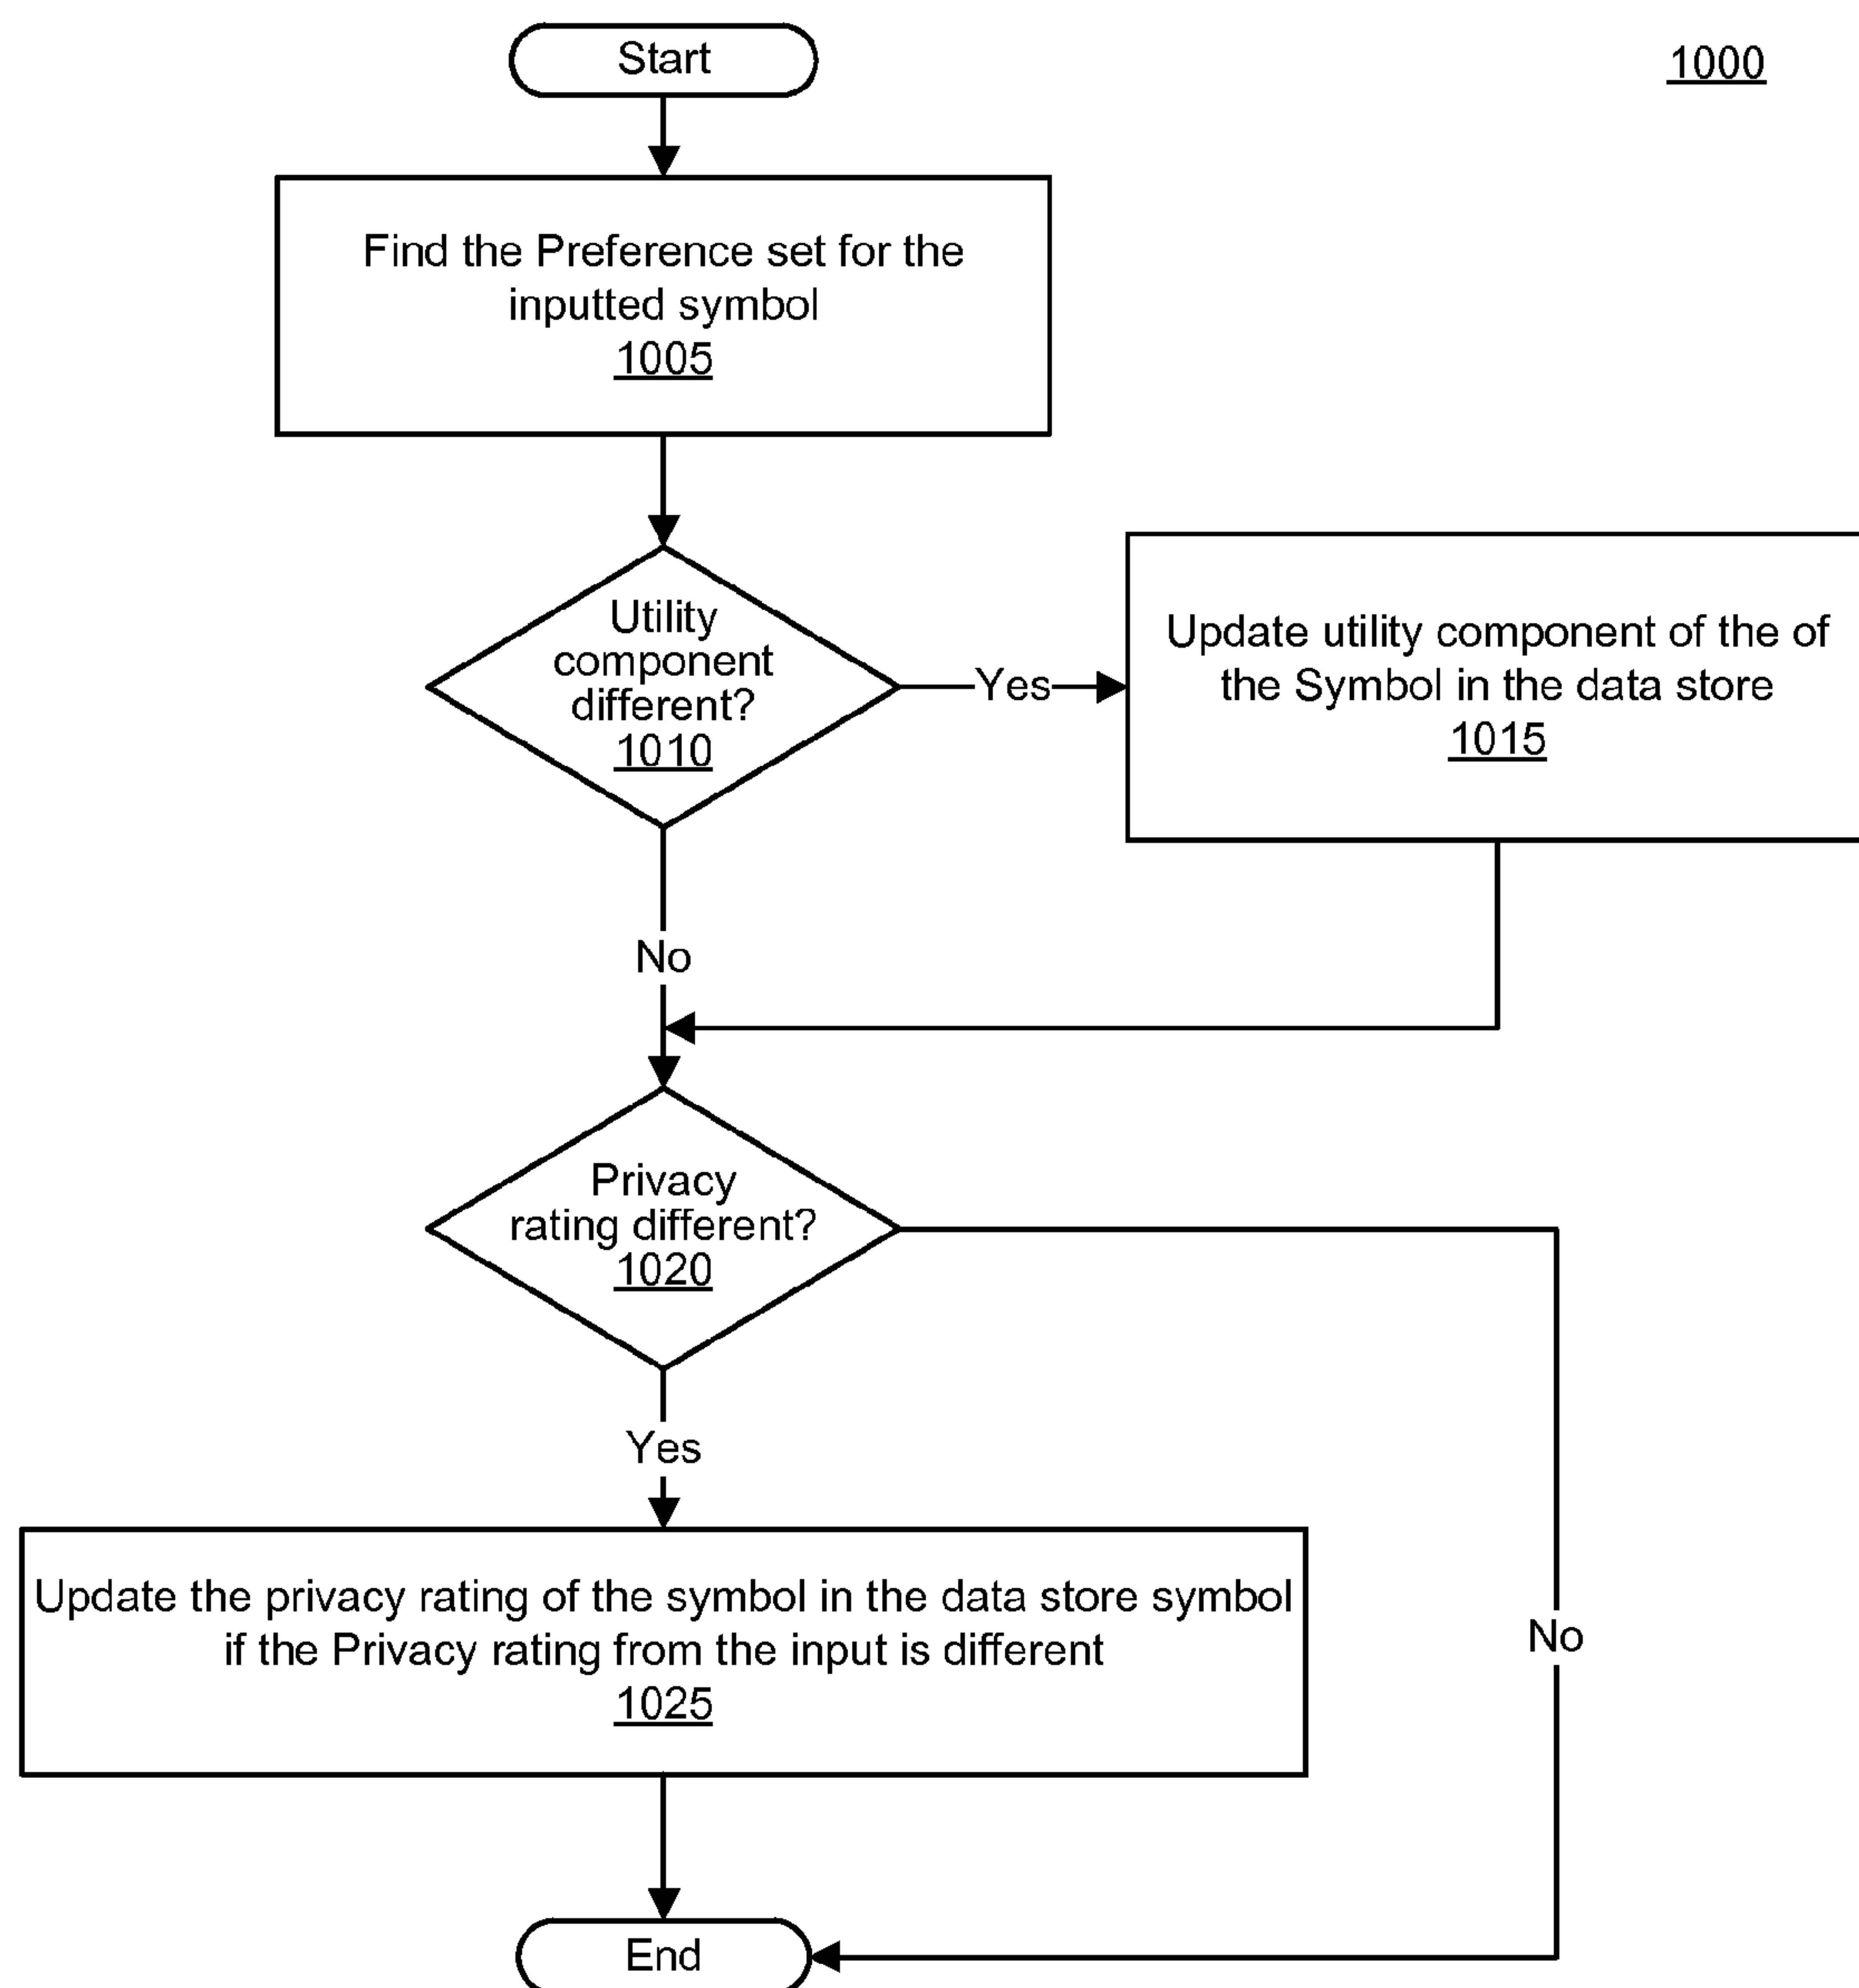 Start
1000
Find the Preference set for the
inputted symbol
1005
Utility
component
different?
1010
Yes
Update utility component of the of
the Symbol in the data store
1015
No
Privacy
rating different?
1020
Yes
Update the privacy rating of the symbol in the data store symbol
if the Privacy rating from the input is different
1025
No
End